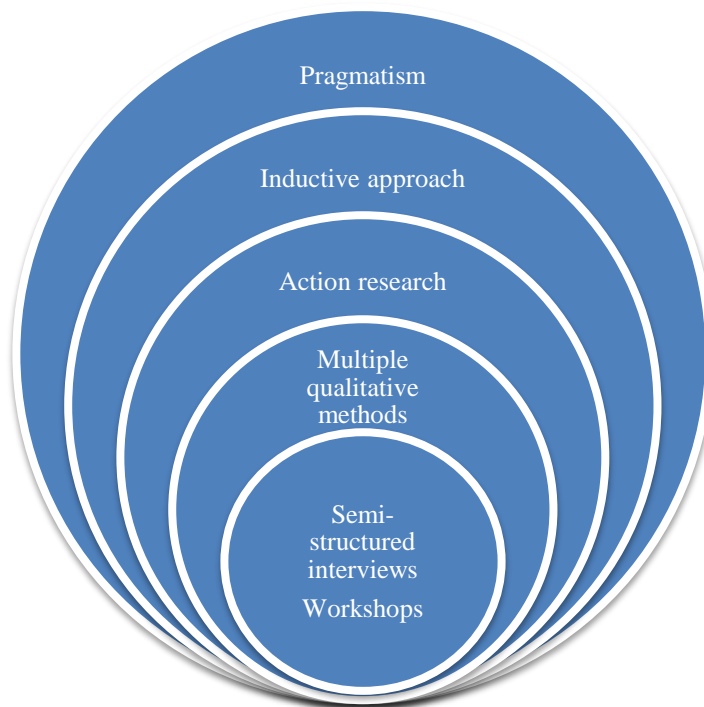 Pragmatism
Inductive approach
Action research
Multiple
qualitative
methods
Semi-
structured
interviews
Workshops